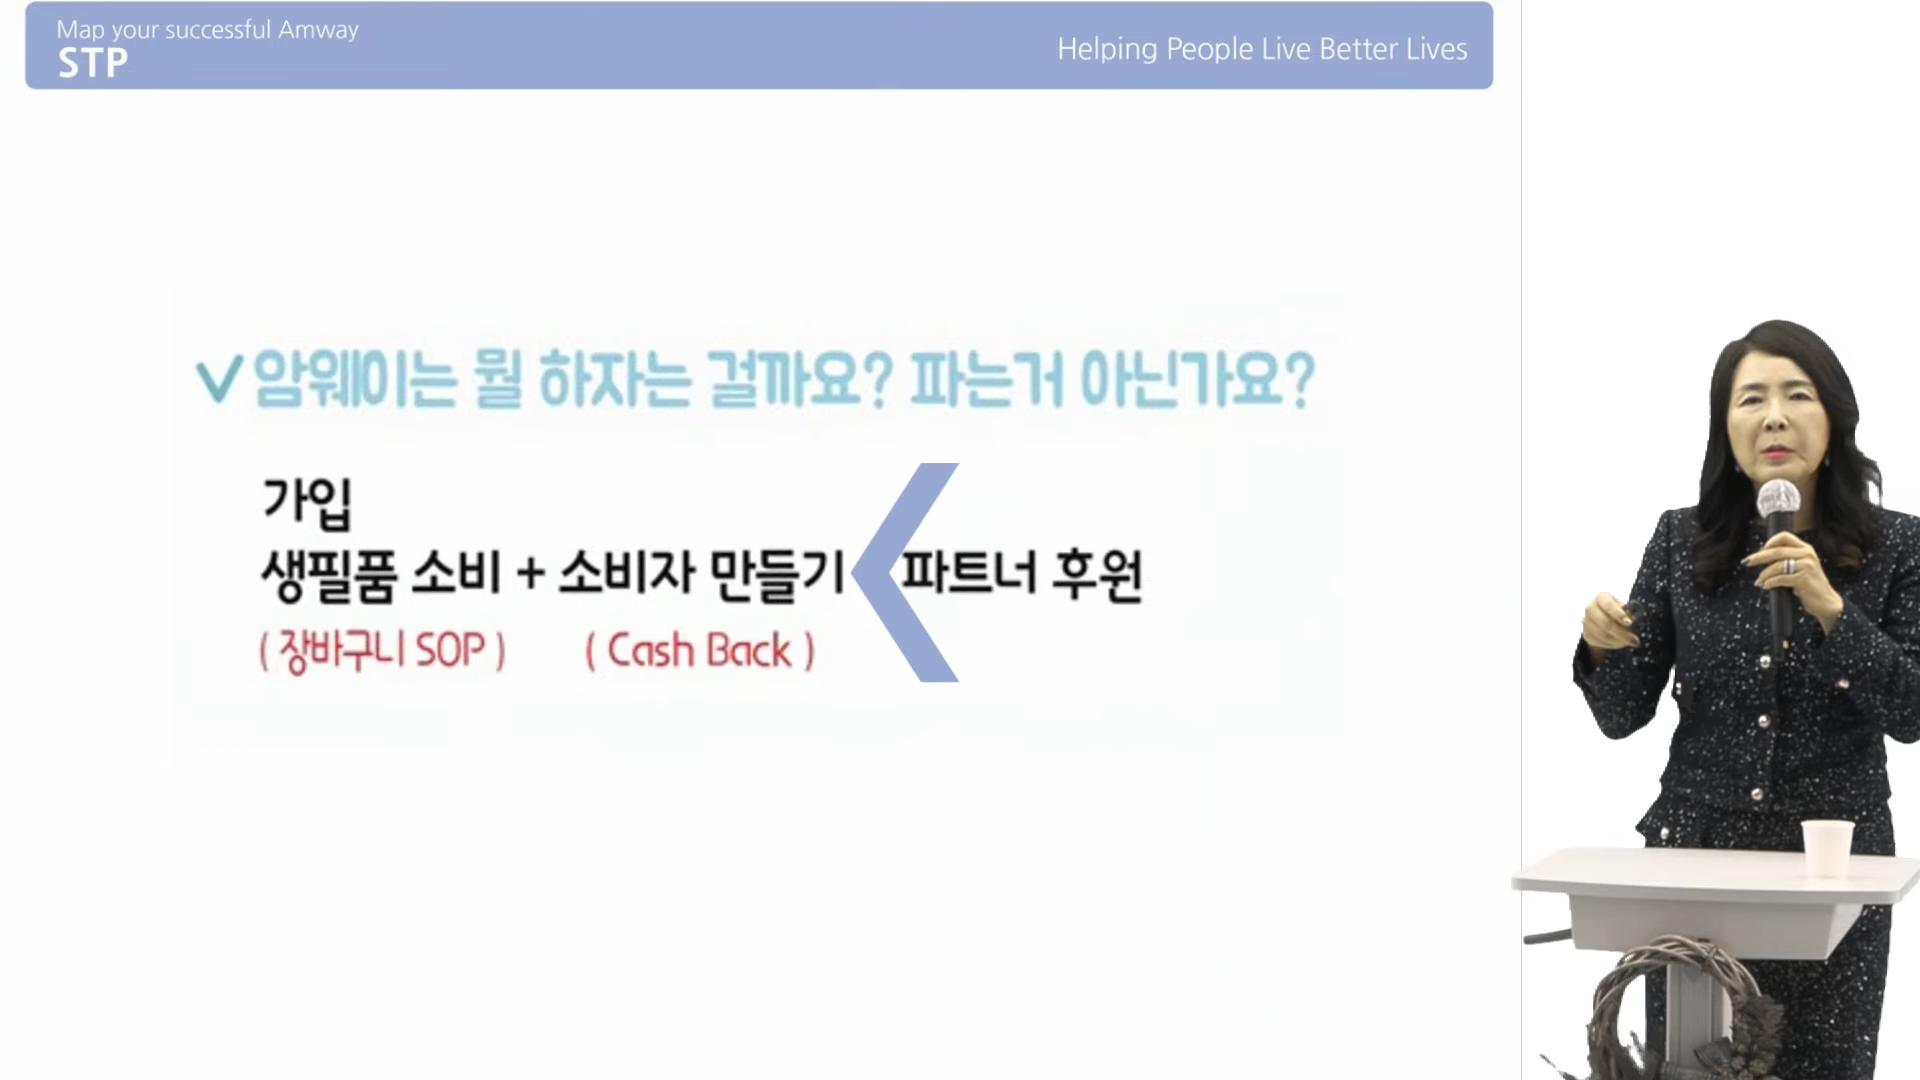 Map your successful Amway
STP
Helping People Live Better Lives
암웨이는 뭘 하자는 걸까요? 파는거 아닌가요?
가입
생필품 소비 + 소비자 만들기 파트너 후원
( 장바구니 SOP ) ( Cash Back )